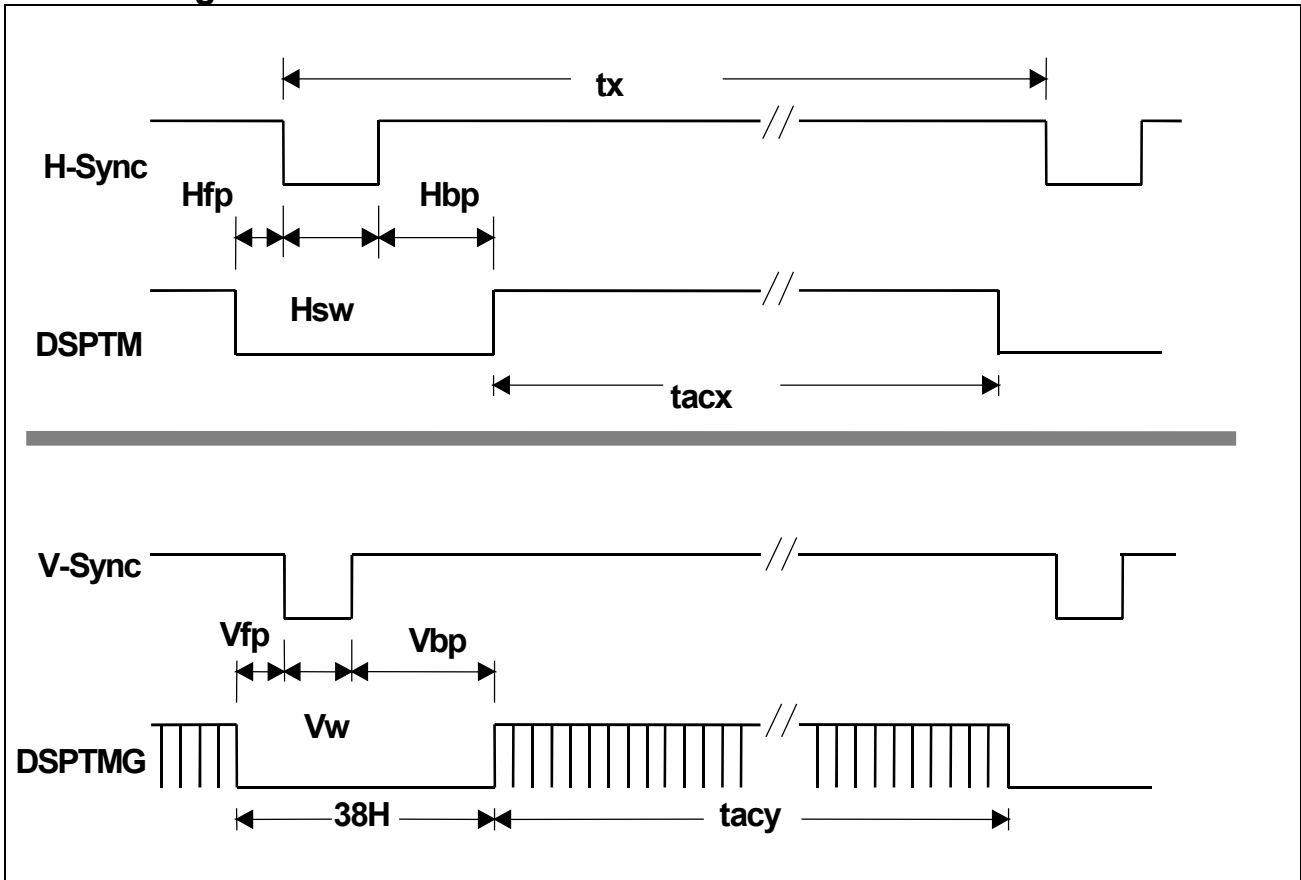 tx
H-Sync
Hfp
Hbp
Hsw
DSPTM
tacx
V-Sync
Vfp
Vbp
Vw
DSPTMG
38H
tacy